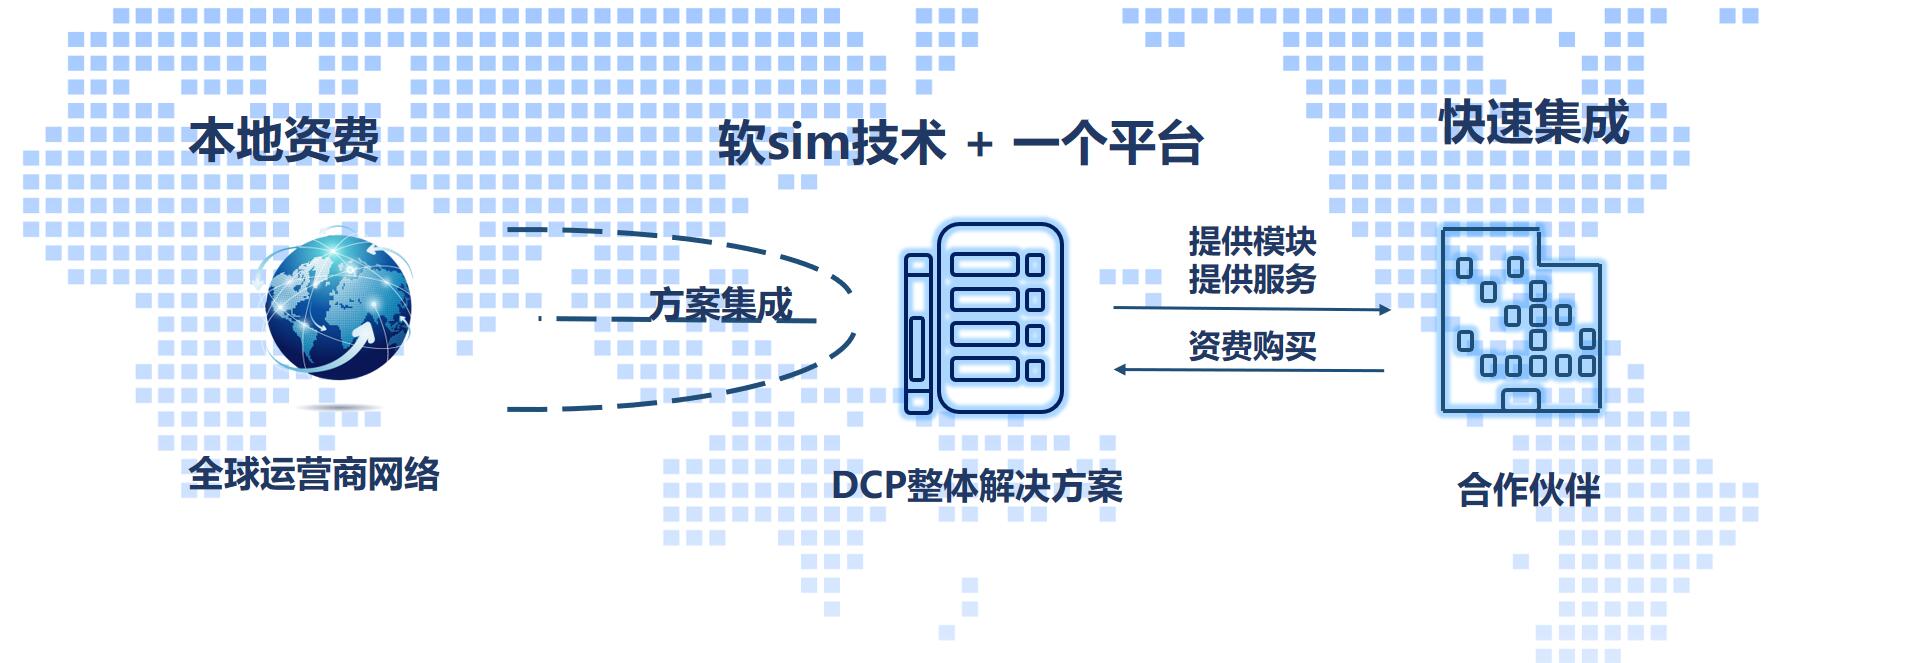 本地资费
软sim技术 + 一个平台
快速集成
方案集成
提供模块
提供服务
资费购买
全球运营商网络
DCP整体解决方案
合作伙伴